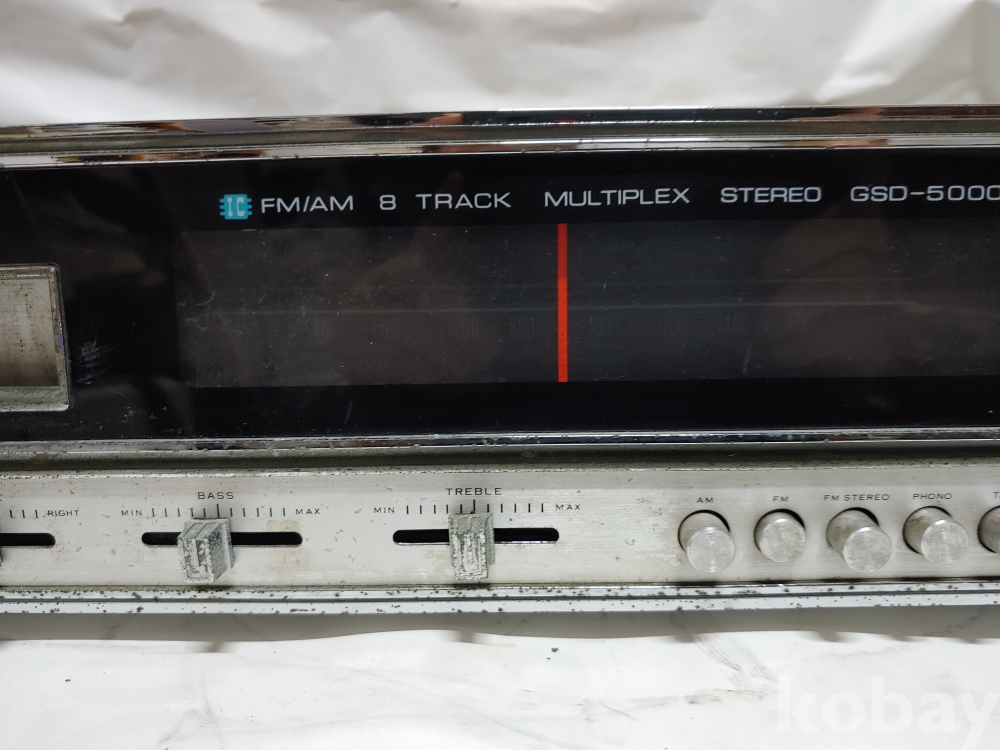 IC FM/AM 8 TRACK MULTIPLEX STEREO GSD-5000
BASS TREBLE AM FM FM STEREO PHONO
RIGHT MIN MAX MIN MAX
kobay